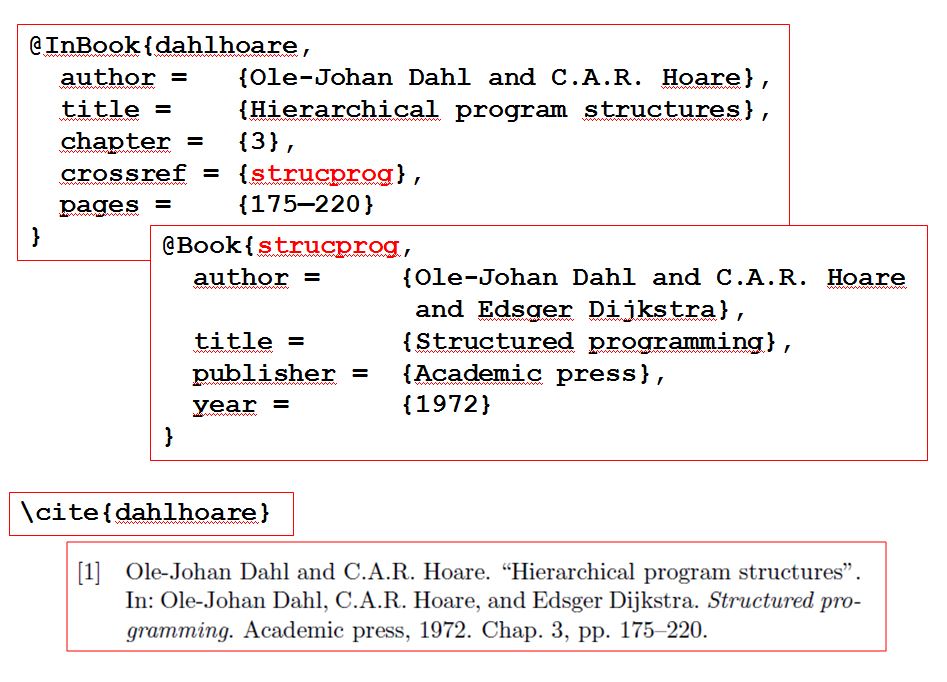 @InBook{dahlhoare,
author = {Ole-Johan Dahl and C.A.R. Hoare},
title = {Hierarchical program structures},
chapter = {3},
crossref = {strucprog},
pages = {175–220}
}
@Book{strucprog,
author = {Ole-Johan Dahl and C.A.R. Hoare
and Edsger Dijkstra},
title = {Structured programming},
publisher = {Academic press},
year = {1972}
}
\cite{dahlhoare}
[1] Ole-Johan Dahl and C.A.R. Hoare. “Hierarchical program structures”.
In: Ole-Johan Dahl, C.A.R. Hoare, and Edsger Dijkstra. Structured pro-
gramming. Academic press, 1972. Chap. 3, pp. 175–220.